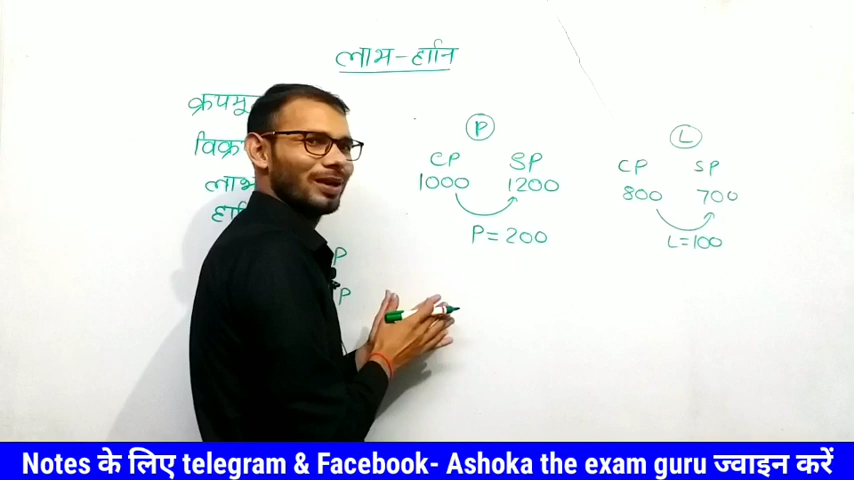 लाभ-हानि
लाभ
P
P
P
CP SP
1000 1200
P=200
L
CP SP
800 700
L=100
Notes के लिए telegram & Facebook- Ashoka the exam guru ज्वाइन करें